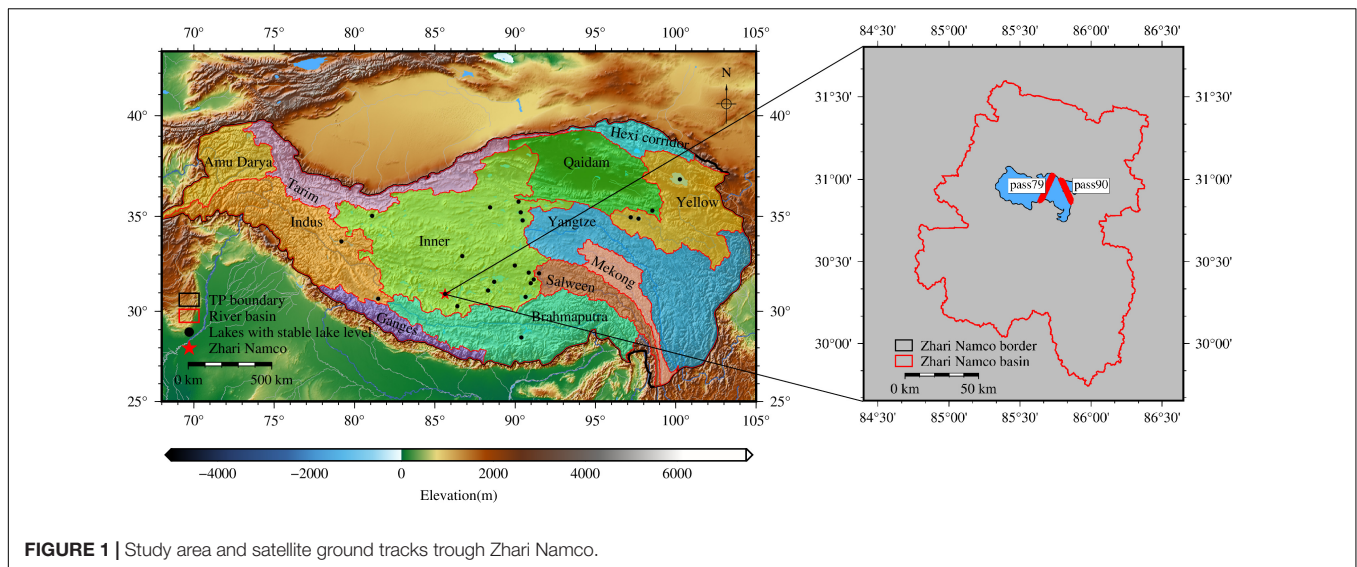 70° 75° 80° 85° 90° 95° 100° 105°
84°30' 85°00' 85°30' 86°00' 86°30'
N
40° 40°
35° 35°
30° 30°
25° 25°
Hexi corridor
Amu Darya
Qaidam
Tarim
Yellow
Indus
Yangtze
Inner
Mekong
Salween
Brahmaputra
Ganges
TP boundary
River basin
Lakes with stable lake level
Zhari Namco
0 km 500 km
70° 75° 80° 85° 90° 95° 100° 105°
31°30' 31°30'
31°00' 31°00'
pass79 pass90
30°30' 30°30'
30°00' 30°00'
Zhari Namco border
Zhari Namco basin
0 km 50 km
84°30' 85°00' 85°30' 86°00' 86°30'
−4000 −2000 0 2000 4000 6000
Elevation(m)
FIGURE 1 | Study area and satellite ground tracks trough Zhari Namco.